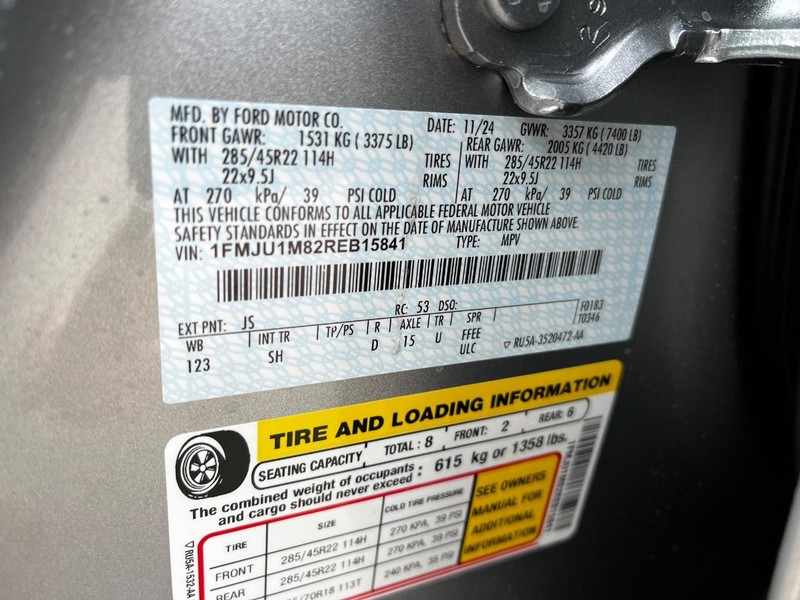 MFD. BY FORD MOTOR CO.
DATE: 11/24 GVWR: 3357 KG ( 7400 LB)
FRONT GAWR: 1531 KG ( 3375 LB)
REAR GAWR: 2005 KG ( 4420 LB)
WITH 285/45R22 114H TIRES
WITH 285/45R22 114H TIRES
22x9.5J RIMS
22x9.5J RIMS
AT 270 kPa/ 39 PSI COLD
AT 270 kPa/ 39 PSI COLD
THIS VEHICLE CONFORMS TO ALL APPLICABLE FEDERAL MOTOR VEHICLE
SAFETY STANDARDS IN EFFECT ON THE DATE OF MANUFACTURE SHOWN ABOVE.
VIN: 1FMJU1M82REB15841 TYPE: MPV
RC: 53 DSO:
F0183
T0346
EXT PNT: JS
WB INT TR TP/PS R AXLE TR SPR
123 SH D 15 U FFEE
ULC
RU5A-3520472-AA
TIRE AND LOADING INFORMATION
SEATING CAPACITY TOTAL: 8 FRONT: 2 REAR: 6
The combined weight of occupants and cargo should never exceed : 615 kg or 1358 lbs.
TIRE SIZE COLD TIRE PRESSURE
FRONT 285/45R22 114H 270 KPA, 39 PSI
REAR 285/45R22 114H 270 KPA, 39 PSI
/70R18 113T 240 KPA, 35 PSI
SEE OWNERS
MANUAL FOR
ADDITIONAL
INFORMATION
RU5A-1532-AA